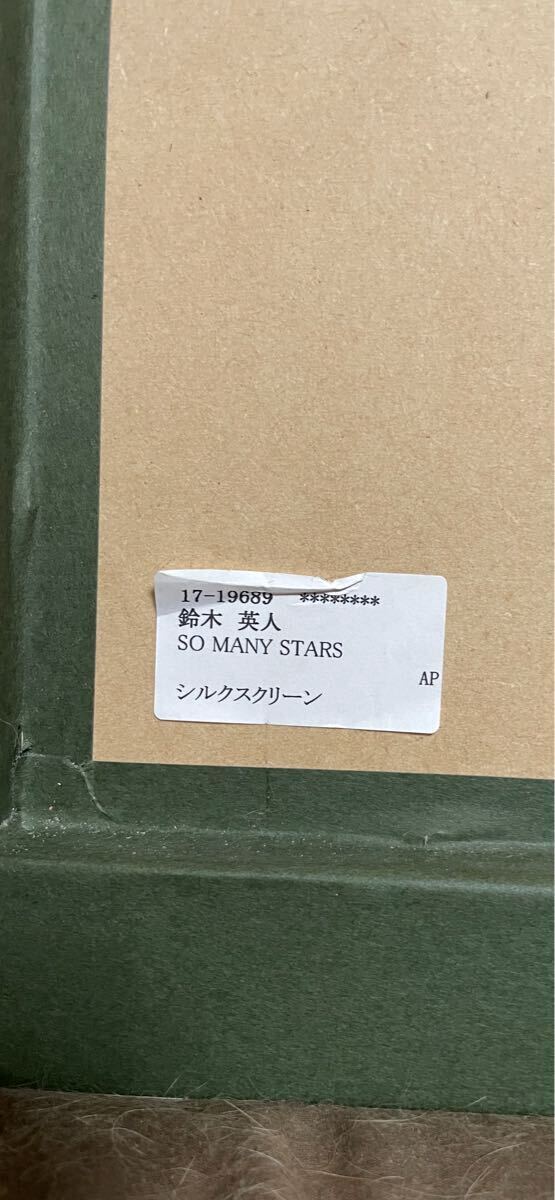 17-19689 ********
鈴木 英人
SO MANY STARS
AP
シルクスクリーン